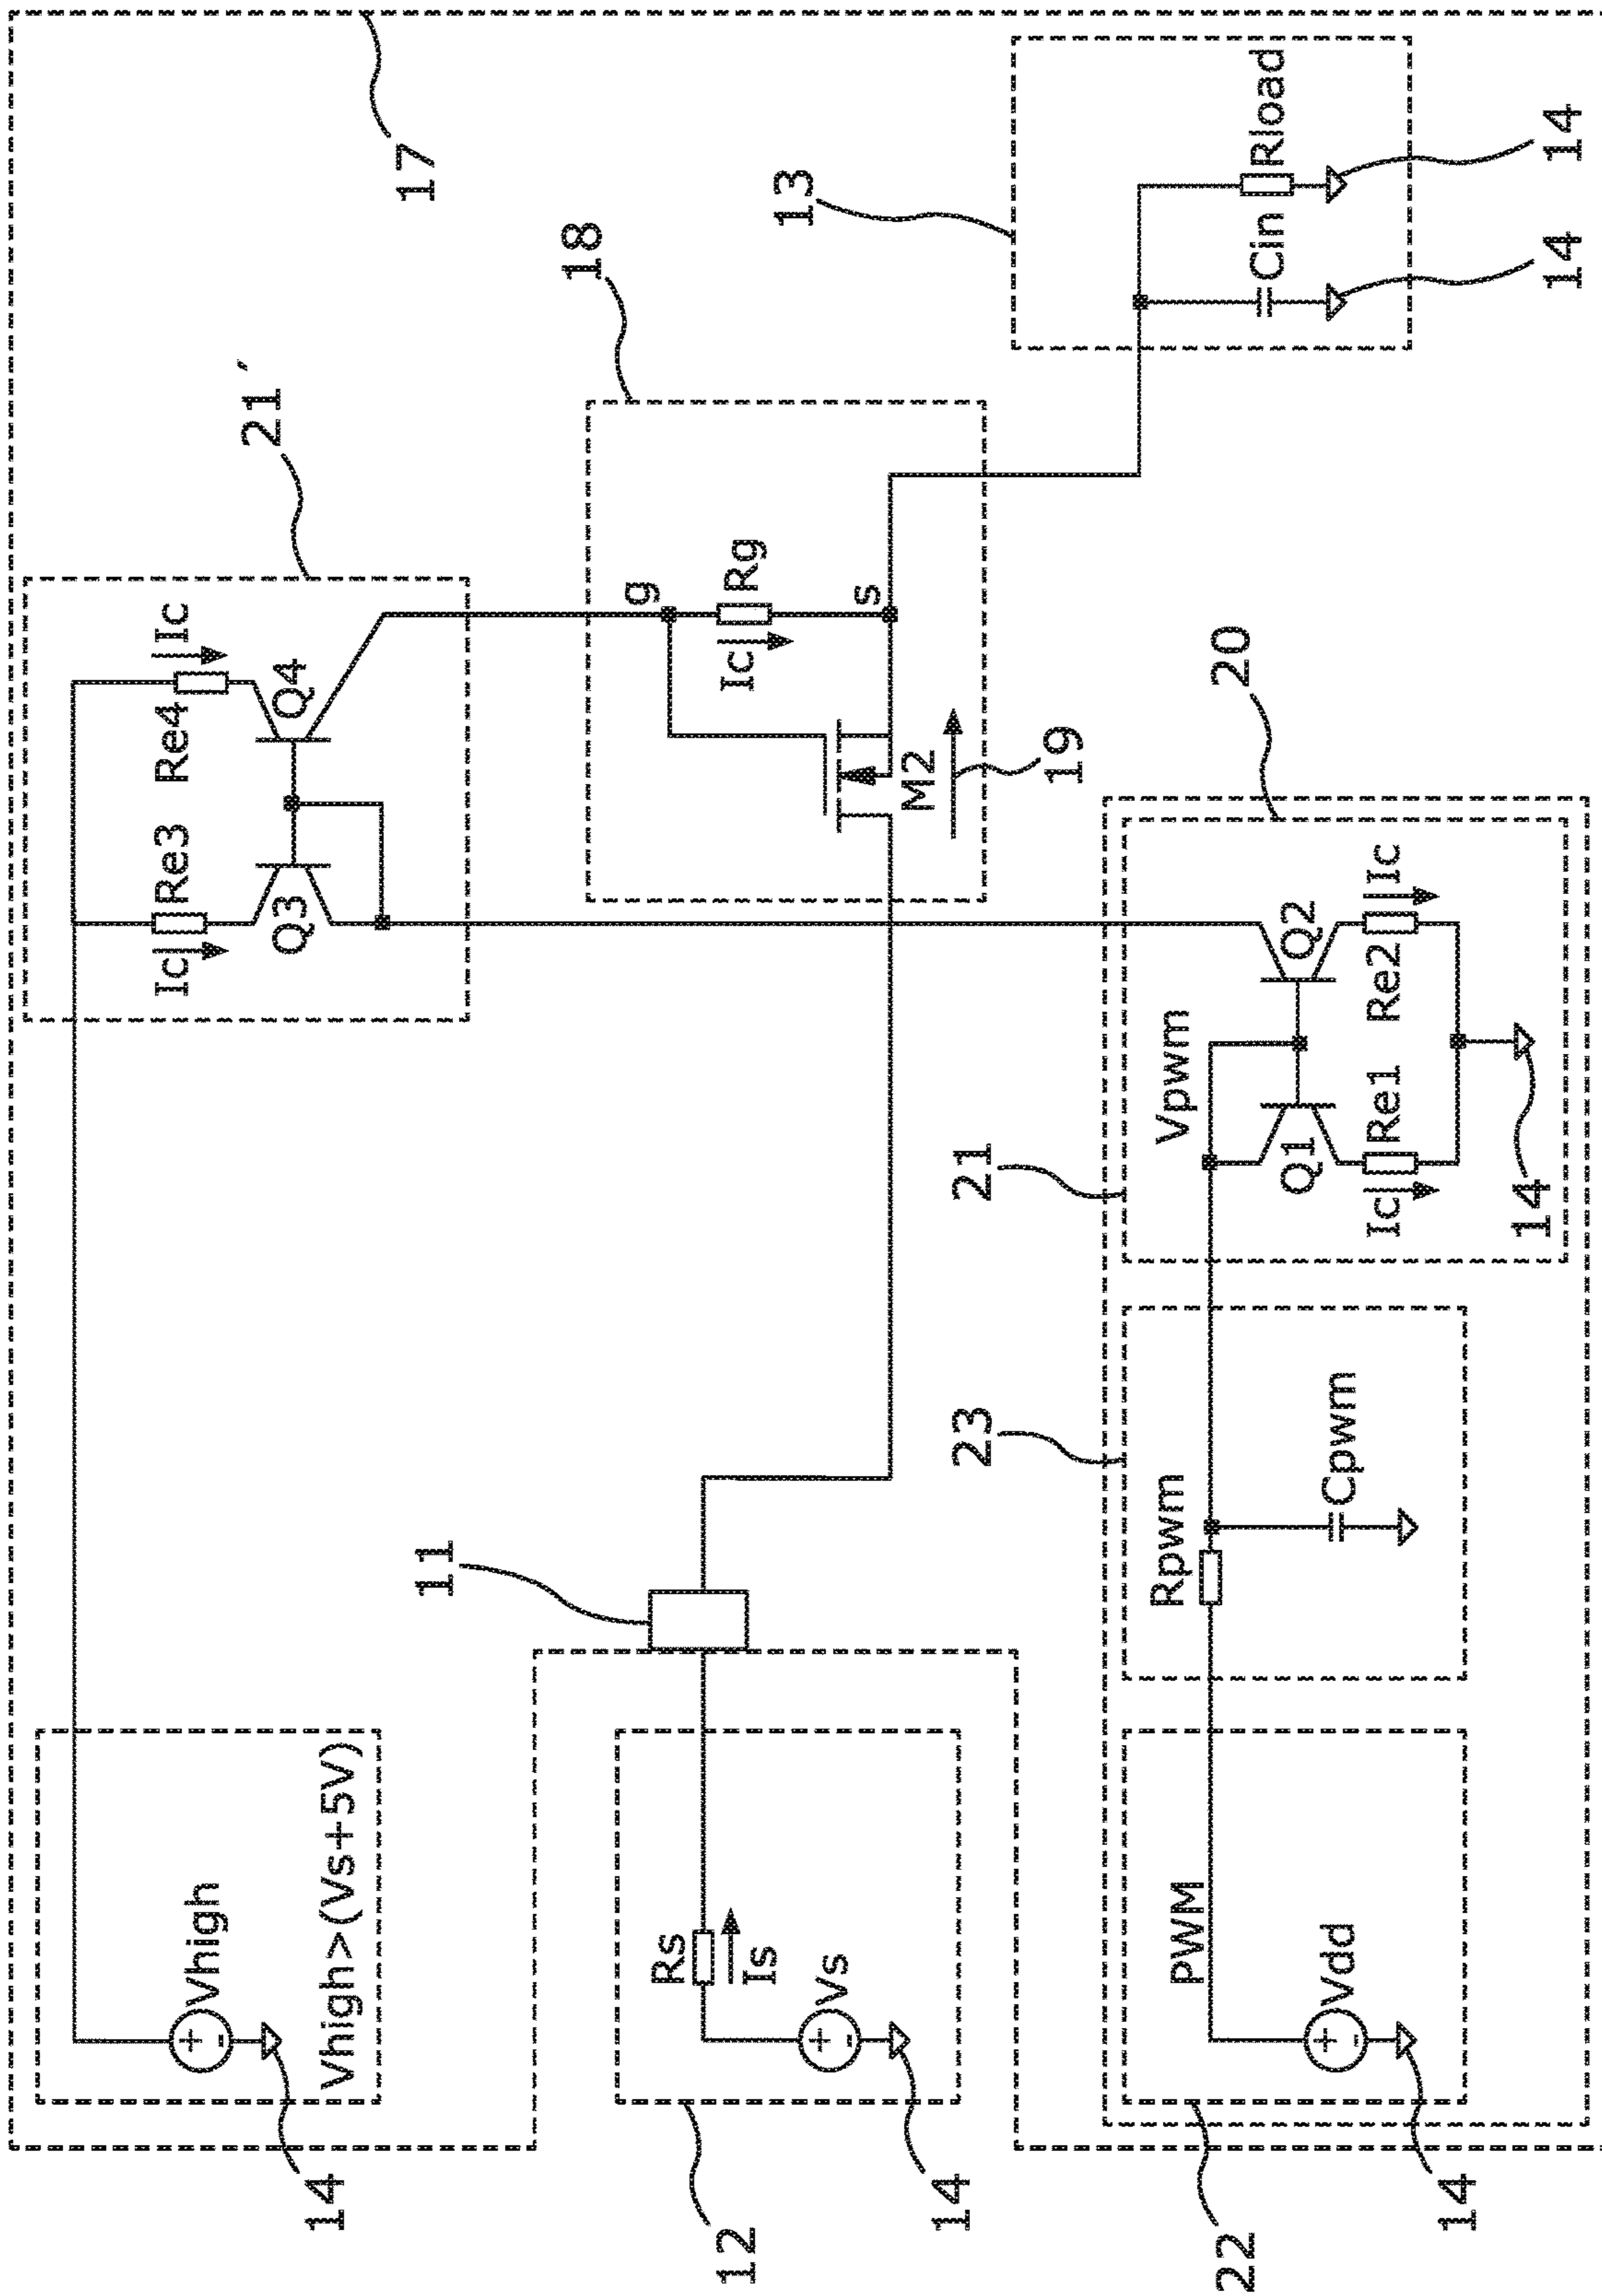 17
21´
Ic
Re4
Q4
Re3
Ic
Q3
Vhigh
Vhigh>(Vs+5V)
14
18
g
Rg
Ic
s
M2
19
13
Rload
Cin
14
14
11
Rs
Is
Vs
12
14
20
21
Vpwm
Q2
Ic
Re2
Q1
Re1
Ic
14
23
Rpwm
Cpwm
PWM
Vdd
22
14